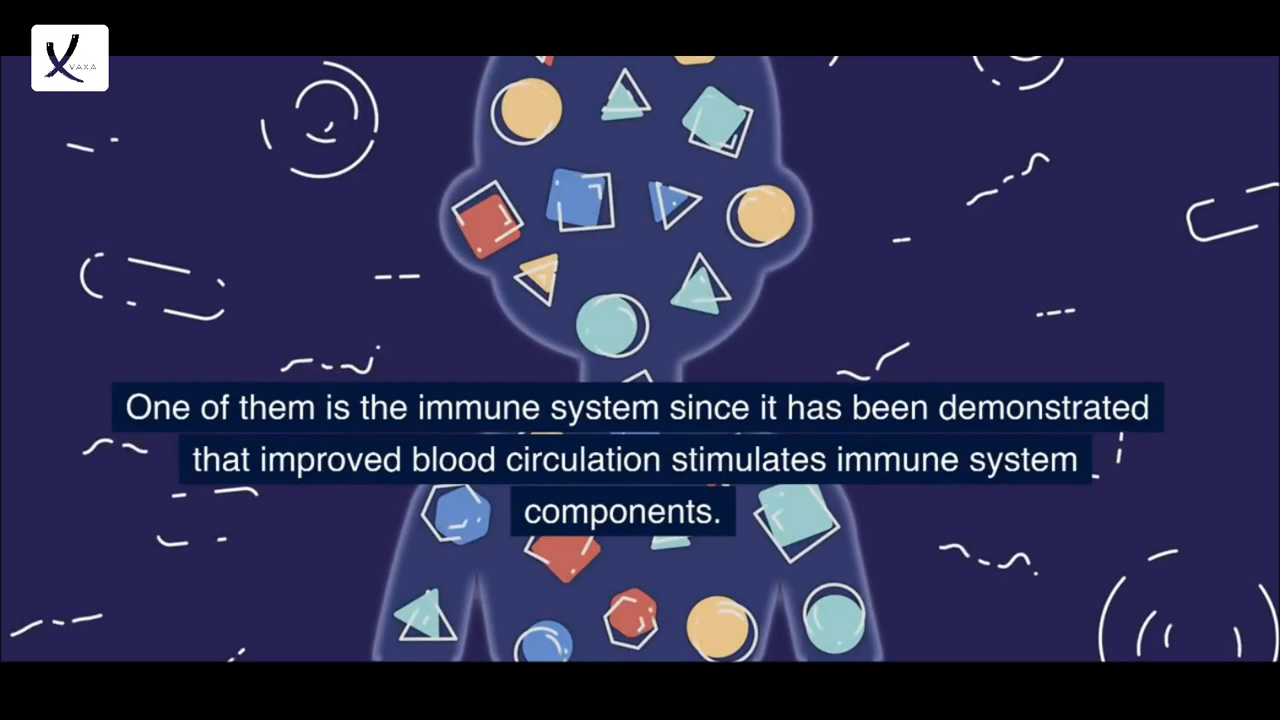 VAXA
One of them is the immune system since it has been demonstrated
that improved blood circulation stimulates immune system
components.